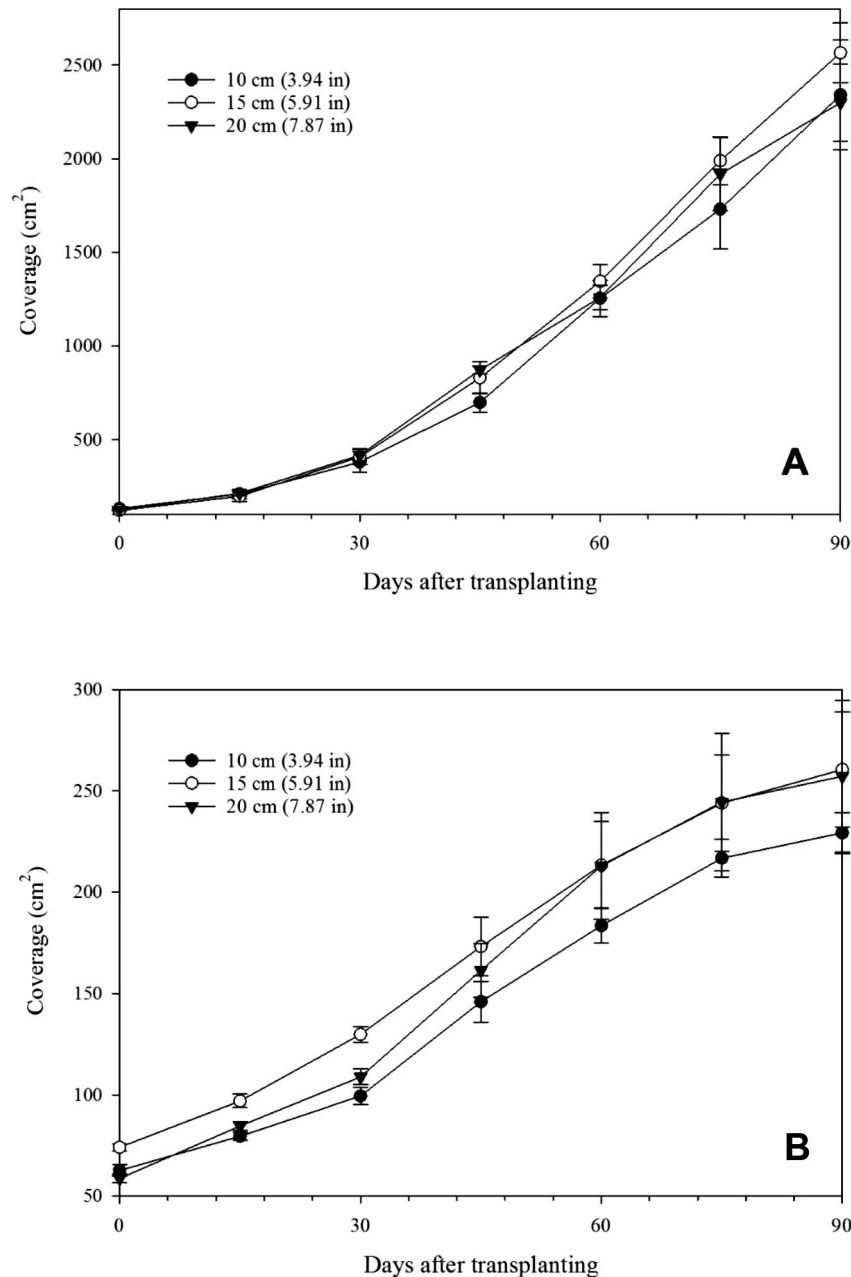 2500
2000
1500
1000
500
Coverage (cm²)
10 cm (3.94 in)
15 cm (5.91 in)
20 cm (7.87 in)
A
0 30 60 90
Days after transplanting
300
250
200
150
100
50
Coverage (cm²)
10 cm (3.94 in)
15 cm (5.91 in)
20 cm (7.87 in)
B
0 30 60 90
Days after transplanting